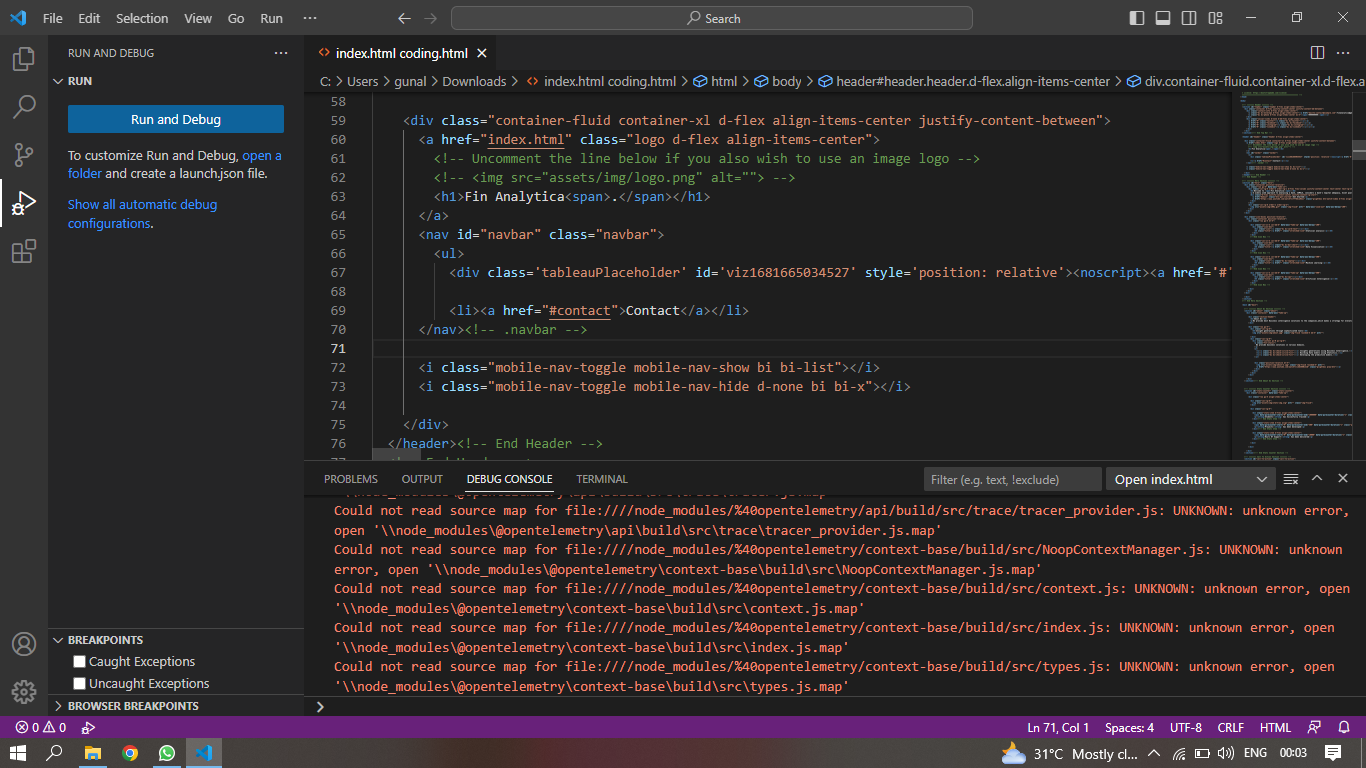 File Edit Selection View Go Run ··· Search
RUN AND DEBUG ···
RUN
Run and Debug
To customize Run and Debug, open a
folder and create a launch.json file.
Show all automatic debug
configurations.
BREAKPOINTS
Caught Exceptions
Uncaught Exceptions
BROWSER BREAKPOINTS
index.html coding.html
C: > Users > gunal > Downloads > index.html coding.html > html > body > header#header.header.d-flex.align-items-center > div.container-fluid.container-xl.d-flex.a
58
59 <div class="container-fluid container-xl d-flex align-items-center justify-content-between">
60 <a href="index.html" class="logo d-flex align-items-center">
61 <!-- Uncomment the line below if you also wish to use an image logo -->
62 <!-- <img src="assets/img/logo.png" alt=""> -->
63 <h1>Fin Analytica<span>.</span></h1>
64 </a>
65 <nav id="navbar" class="navbar">
66 <ul>
67 <div class='tableauPlaceholder' id='viz1681665034527' style='position: relative'><noscript><a href='#'
68
69 <li><a href="#contact">Contact</a></li>
70 </nav><!-- .navbar -->
71
72 <i class="mobile-nav-toggle mobile-nav-show bi bi-list"></i>
73 <i class="mobile-nav-toggle mobile-nav-hide d-none bi bi-x"></i>
74
75 </div>
76 </header><!-- End Header -->
PROBLEMS OUTPUT DEBUG CONSOLE TERMINAL Filter (e.g. text, !exclude) Open index.html
Could not read source map for file:////node_modules/%40opentelemetry/api/build/src/trace/tracer_provider.js: UNKNOWN: unknown error,
open '\\node_modules\@opentelemetry\api\build\src\trace\tracer_provider.js.map'
Could not read source map for file:////node_modules/%40opentelemetry/context-base/build/src/NoopContextManager.js: UNKNOWN: unknown
error, open '\\node_modules\@opentelemetry\context-base\build\src\NoopContextManager.js.map'
Could not read source map for file:////node_modules/%40opentelemetry/context-base/build/src/context.js: UNKNOWN: unknown error, open
'\\node_modules\@opentelemetry\context-base\build\src\context.js.map'
Could not read source map for file:////node_modules/%40opentelemetry/context-base/build/src/index.js: UNKNOWN: unknown error, open
'\\node_modules\@opentelemetry\context-base\build\src\index.js.map'
Could not read source map for file:////node_modules/%40opentelemetry/context-base/build/src/types.js: UNKNOWN: unknown error, open
'\\node_modules\@opentelemetry\context-base\build\src\types.js.map'
0 0 Ln 71, Col 1 Spaces: 4 UTF-8 CRLF HTML
31°C Mostly cl... ENG 00:03